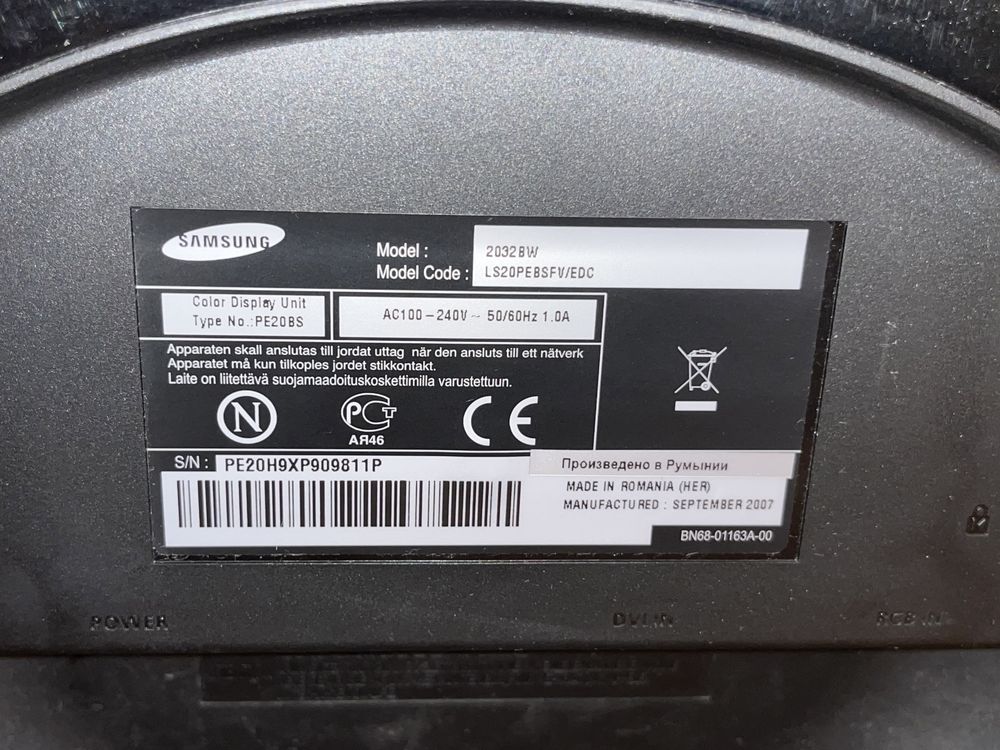 SAMSUNG
Model : 2032BW
Model Code : LS20PEBSFV/EDC
Color Display Unit
Type No.:PE20BS
AC100-240V ~ 50/60Hz 1.0A
Apparaten skall anslutas till jordat uttag när den ansluts till ett nätverk
Apparatet må kun tilkoples jordet stikkontakt.
Laite on liitettävä suojamaadoituskoskettimilla varustettuun.
N
PCT
АЯ46
CE
S/N : PE20H9XP909811P
Произведено в Румынии
MADE IN ROMANIA (HER)
MANUFACTURED : SEPTEMBER 2007
BN68-01163A-00
POWER
DVI IN
RGB IN